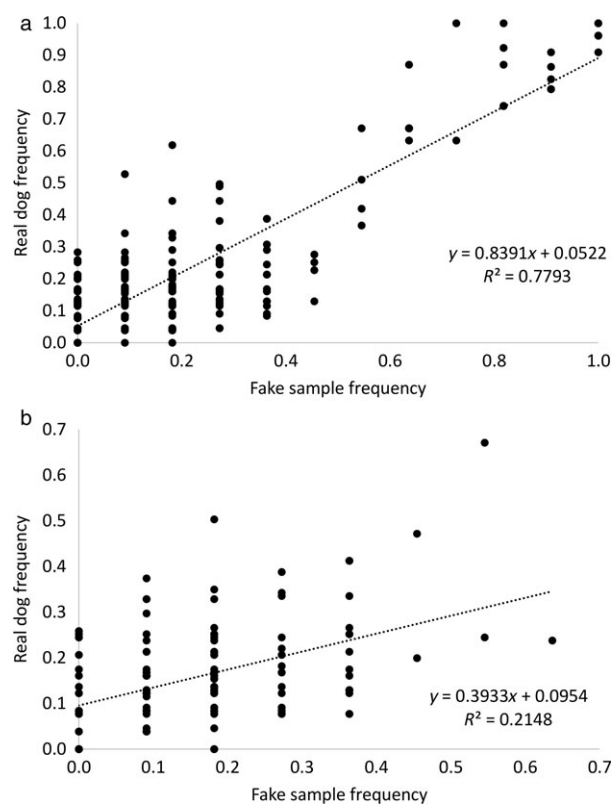 a
1.0
0.9
0.8
0.7
0.6
0.5
0.4
0.3
0.2
0.1
0.0
Real dog frequency
y = 0.8391x + 0.0522
R² = 0.7793
0.0 0.2 0.4 0.6 0.8 1.0
Fake sample frequency
b
0.7
0.6
0.5
0.4
0.3
0.2
0.1
0.0
Real dog frequency
y = 0.3933x + 0.0954
R² = 0.2148
0.0 0.1 0.2 0.3 0.4 0.5 0.6 0.7
Fake sample frequency